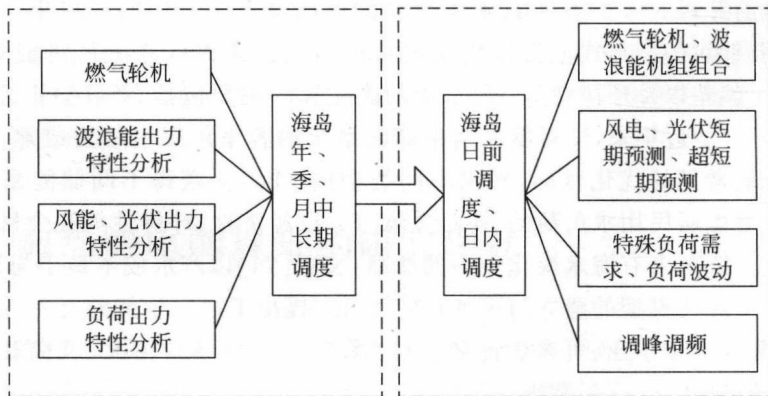 燃气轮机
波浪能出力
特性分析
风能、光伏出力
特性分析
负荷出力
特性分析
海岛
年、
季、
月中
长期
调度
海岛
日前
调度、
日内
调度
燃气轮机、波
浪能机组组合
风电、光伏短
期预测、超短
期预测
特殊负荷需
求、负荷波动
调峰调频